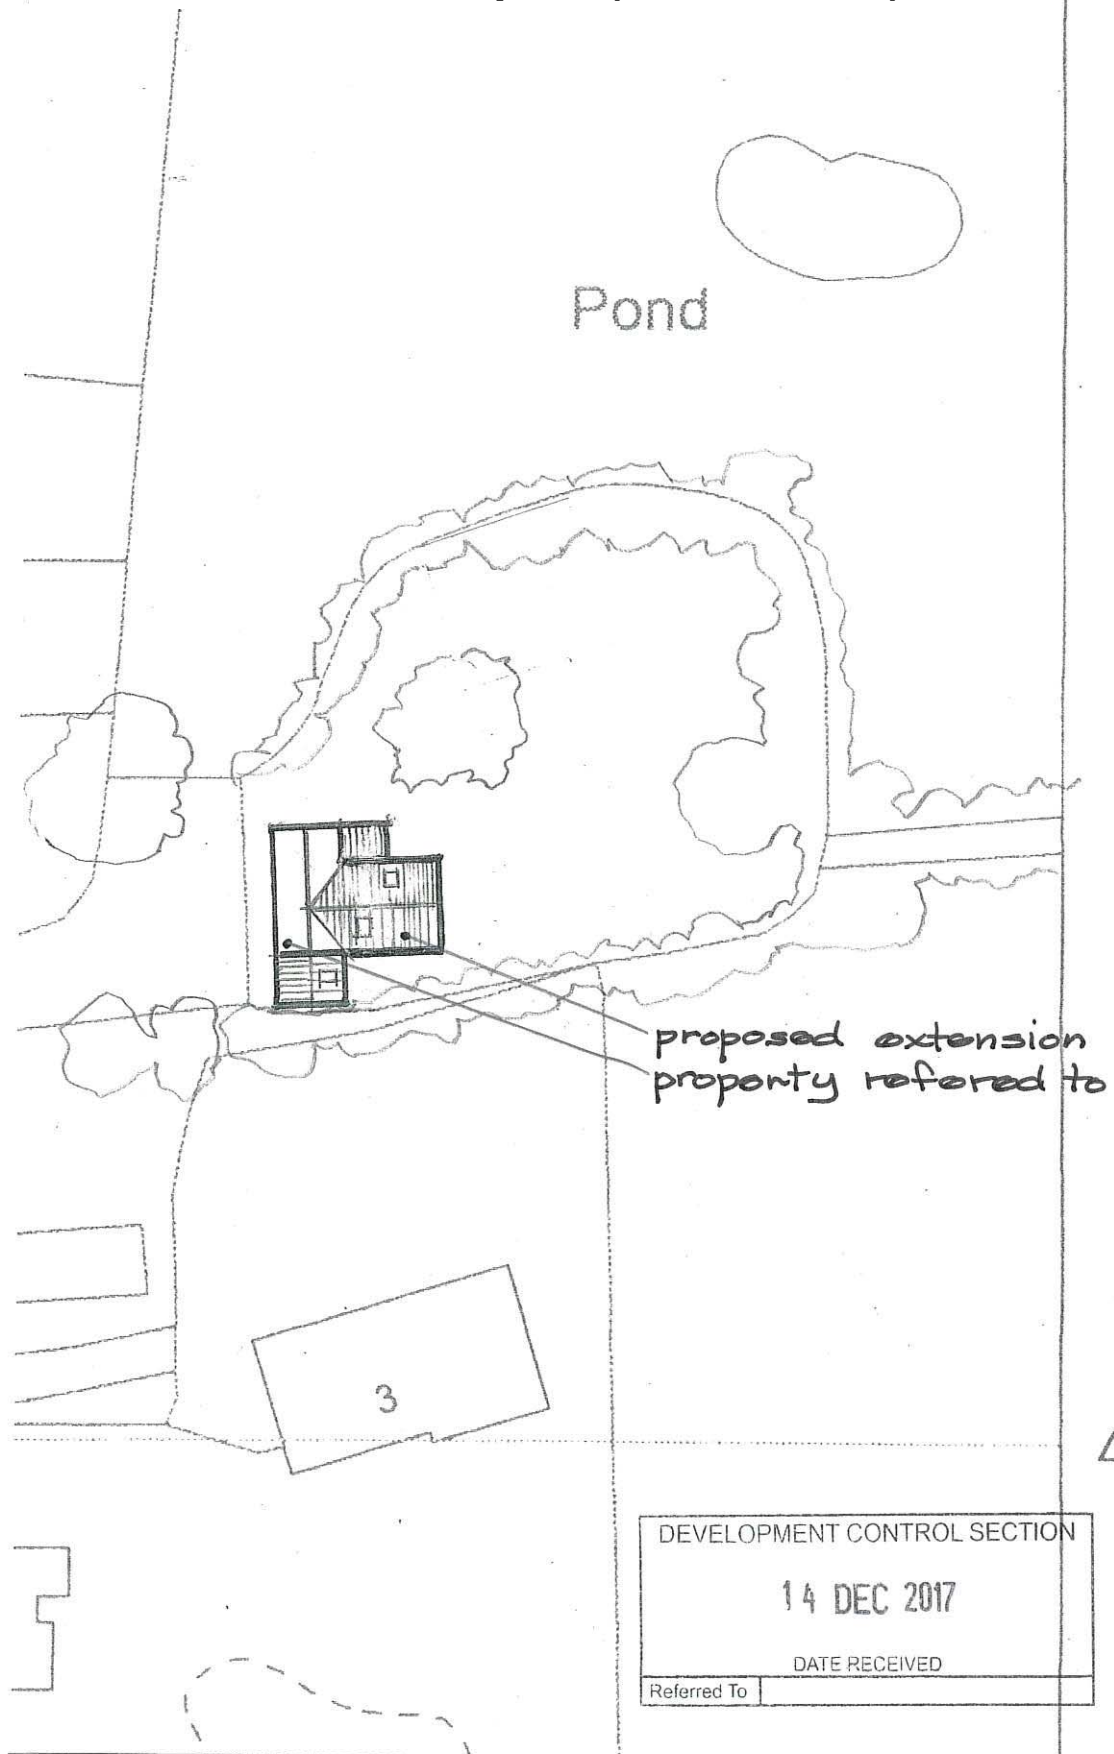 Pond
proposed extension
property refered to
3
DEVELOPMENT CONTROL SECTION
14 DEC 2017
DATE RECEIVED
Referred To